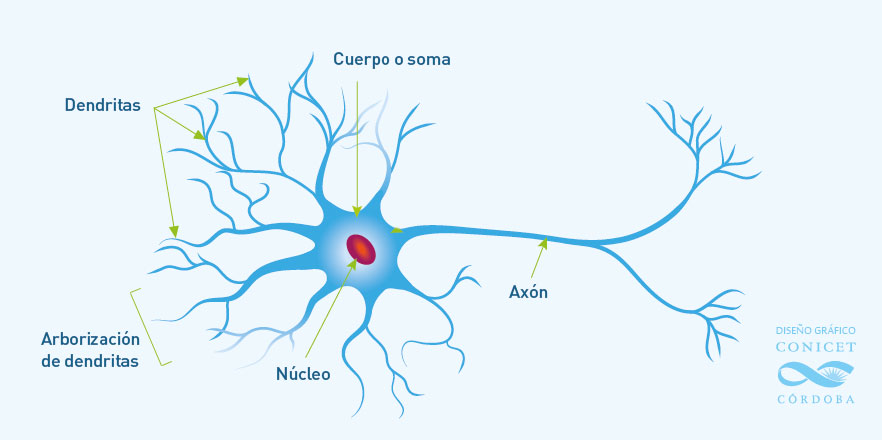 Cuerpo o soma
Dendritas
Axón
Arborización
de dendritas
Núcleo
DISEÑO GRÁFICO
CONICET
CÓRDOBA